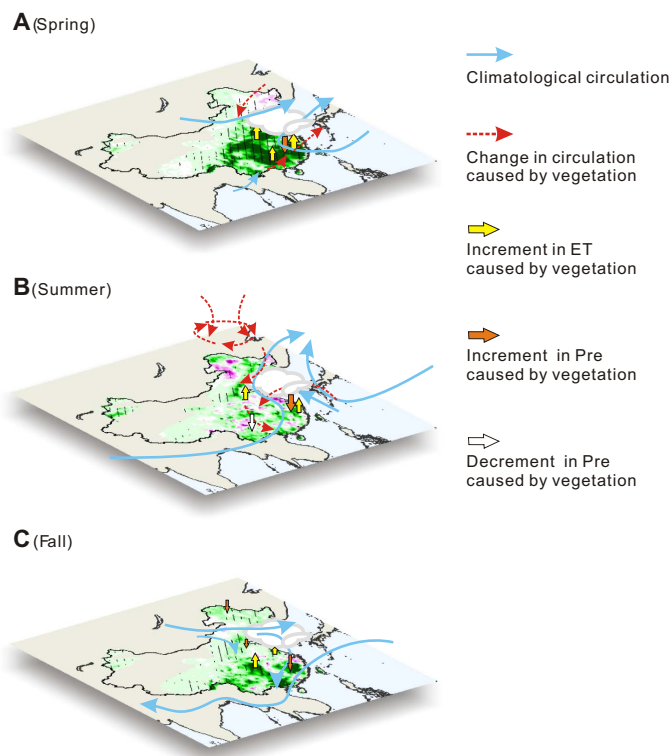 A(Spring)
Climatological circulation
Change in circulation
caused by vegetation
Increment in ET
caused by vegetation
B(Summer)
Increment in Pre
caused by vegetation
Decrement in Pre
caused by vegetation
C(Fall)